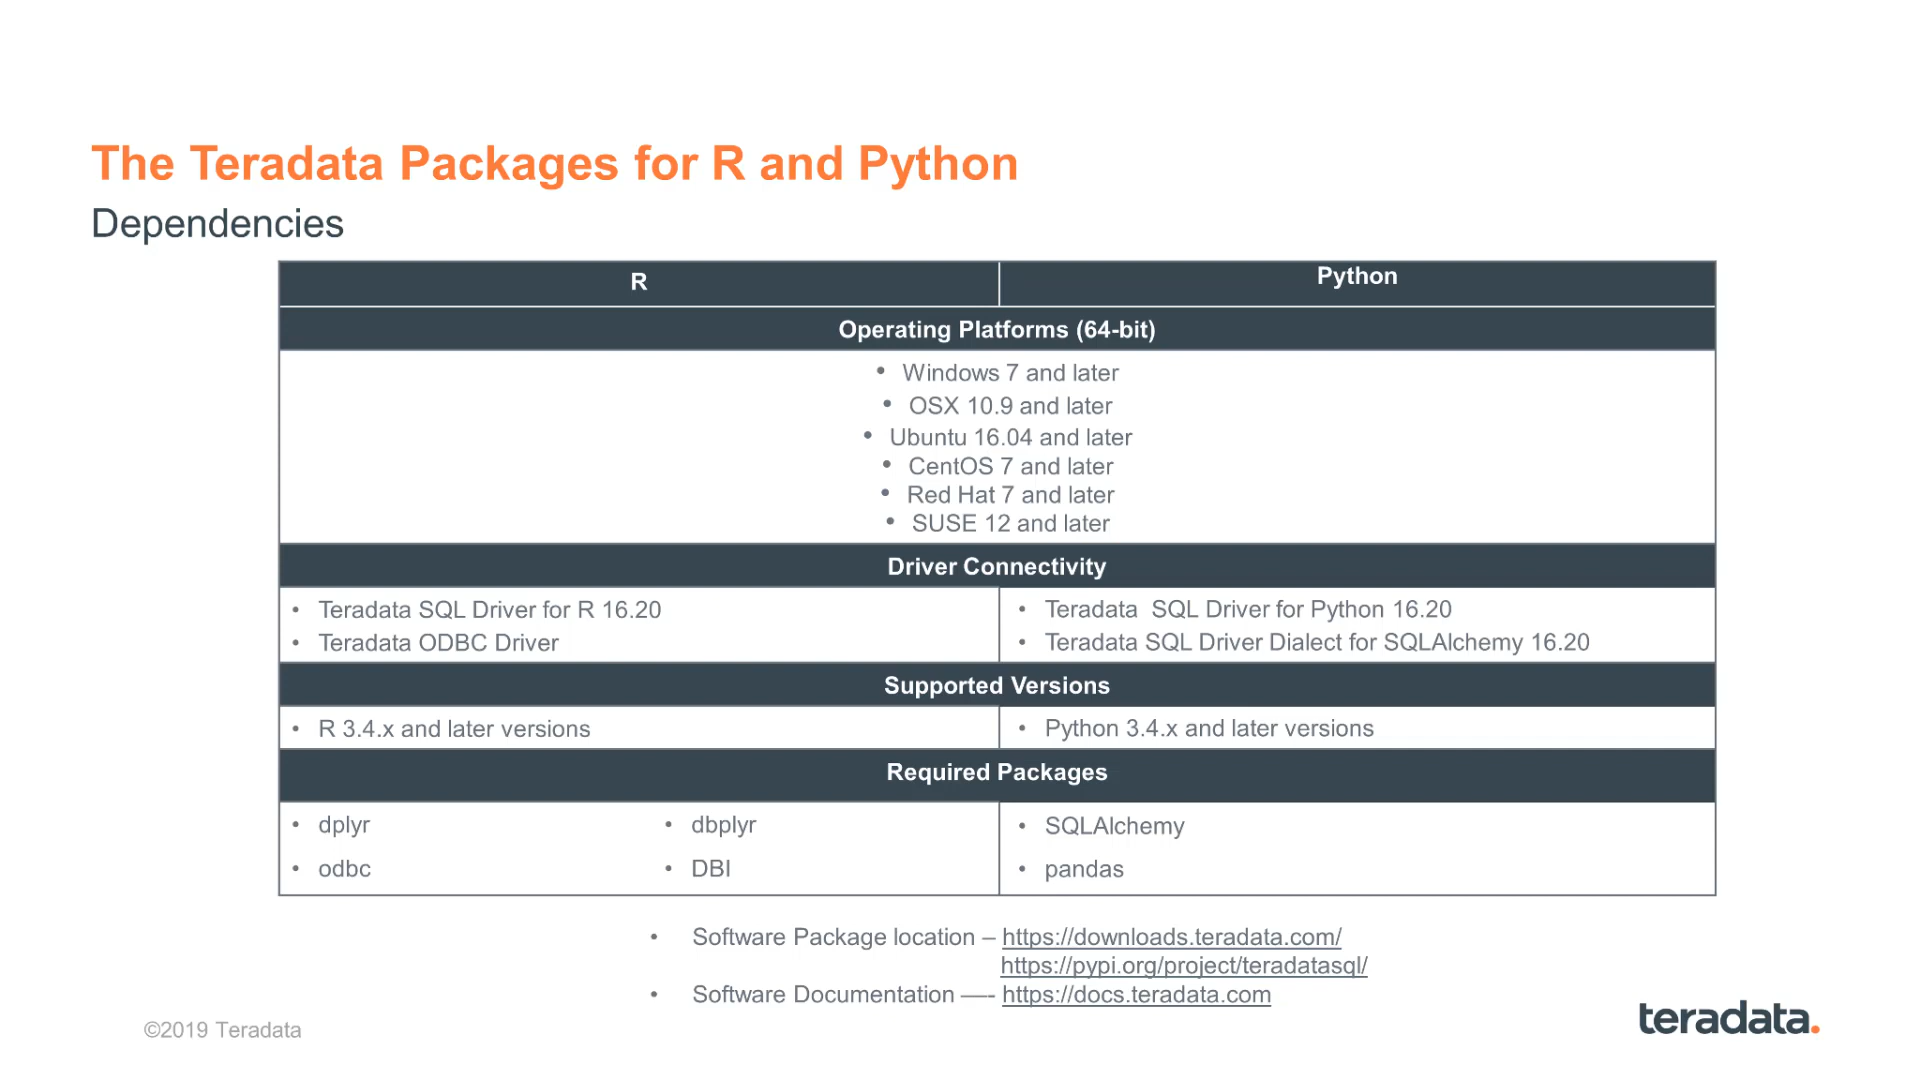 The Teradata Packages for R and Python
Dependencies
R
Python
Operating Platforms (64-bit)
• Windows 7 and later
• OSX 10.9 and later
• Ubuntu 16.04 and later
• CentOS 7 and later
• Red Hat 7 and later
• SUSE 12 and later
Driver Connectivity
• Teradata SQL Driver for R 16.20
• Teradata ODBC Driver
• Teradata  SQL Driver for Python 16.20
• Teradata SQL Driver Dialect for SQLAlchemy 16.20
Supported Versions
• R 3.4.x and later versions
• Python 3.4.x and later versions
Required Packages
• dplyr
• odbc
• dbplyr
• DBI
• SQLAlchemy
• pandas
• Software Package location – https://downloads.teradata.com/
https://pypi.org/project/teradatasql/
• Software Documentation —- https://docs.teradata.com
©2019 Teradata
teradata.